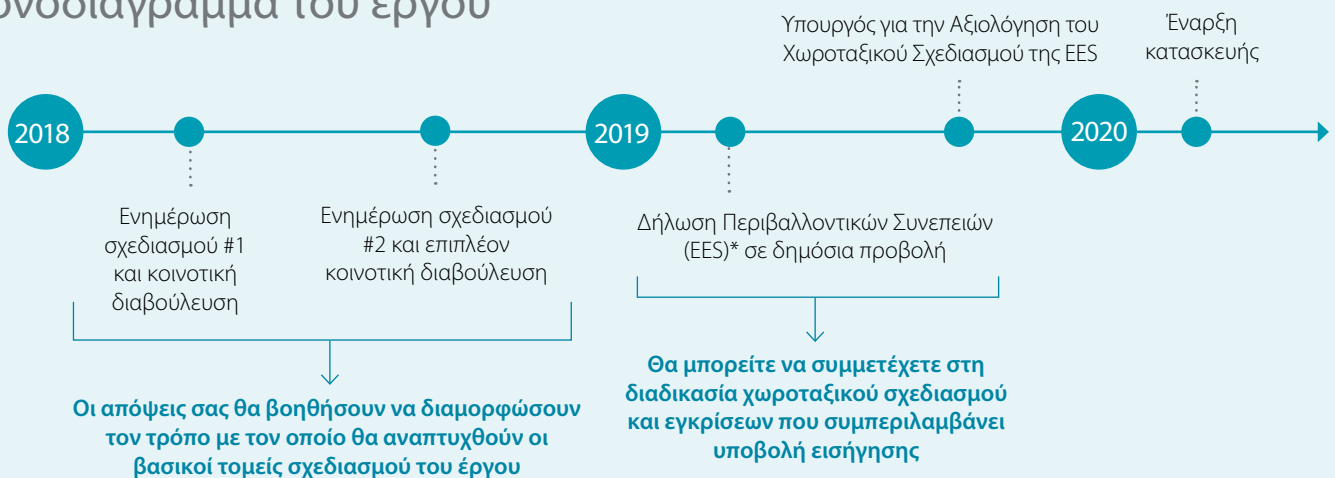 ονοδιάγραμμα του έργου
Υπουργός για την Αξιολόγηση του
Χωροταξικού Σχεδιασμού της EES
Έναρξη
κατασκευής
2018
2019
2020
Ενημέρωση
σχεδιασμού #1
και κοινοτική
διαβούλευση
Ενημέρωση σχεδιασμού
#2 και επιπλέον
κοινοτική διαβούλευση
Δήλωση Περιβαλλοντικών Συνεπειών
(EES)* σε δημόσια προβολή
Οι απόψεις σας θα βοηθήσουν να διαμορφώσουν
τον τρόπο με τον οποίο θα αναπτυχθούν οι
βασικοί τομείς σχεδιασμού του έργου
Θα μπορείτε να συμμετέχετε στη
διαδικασία χωροταξικού σχεδιασμού
και εγκρίσεων που συμπεριλαμβάνει
υποβολή εισήγησης